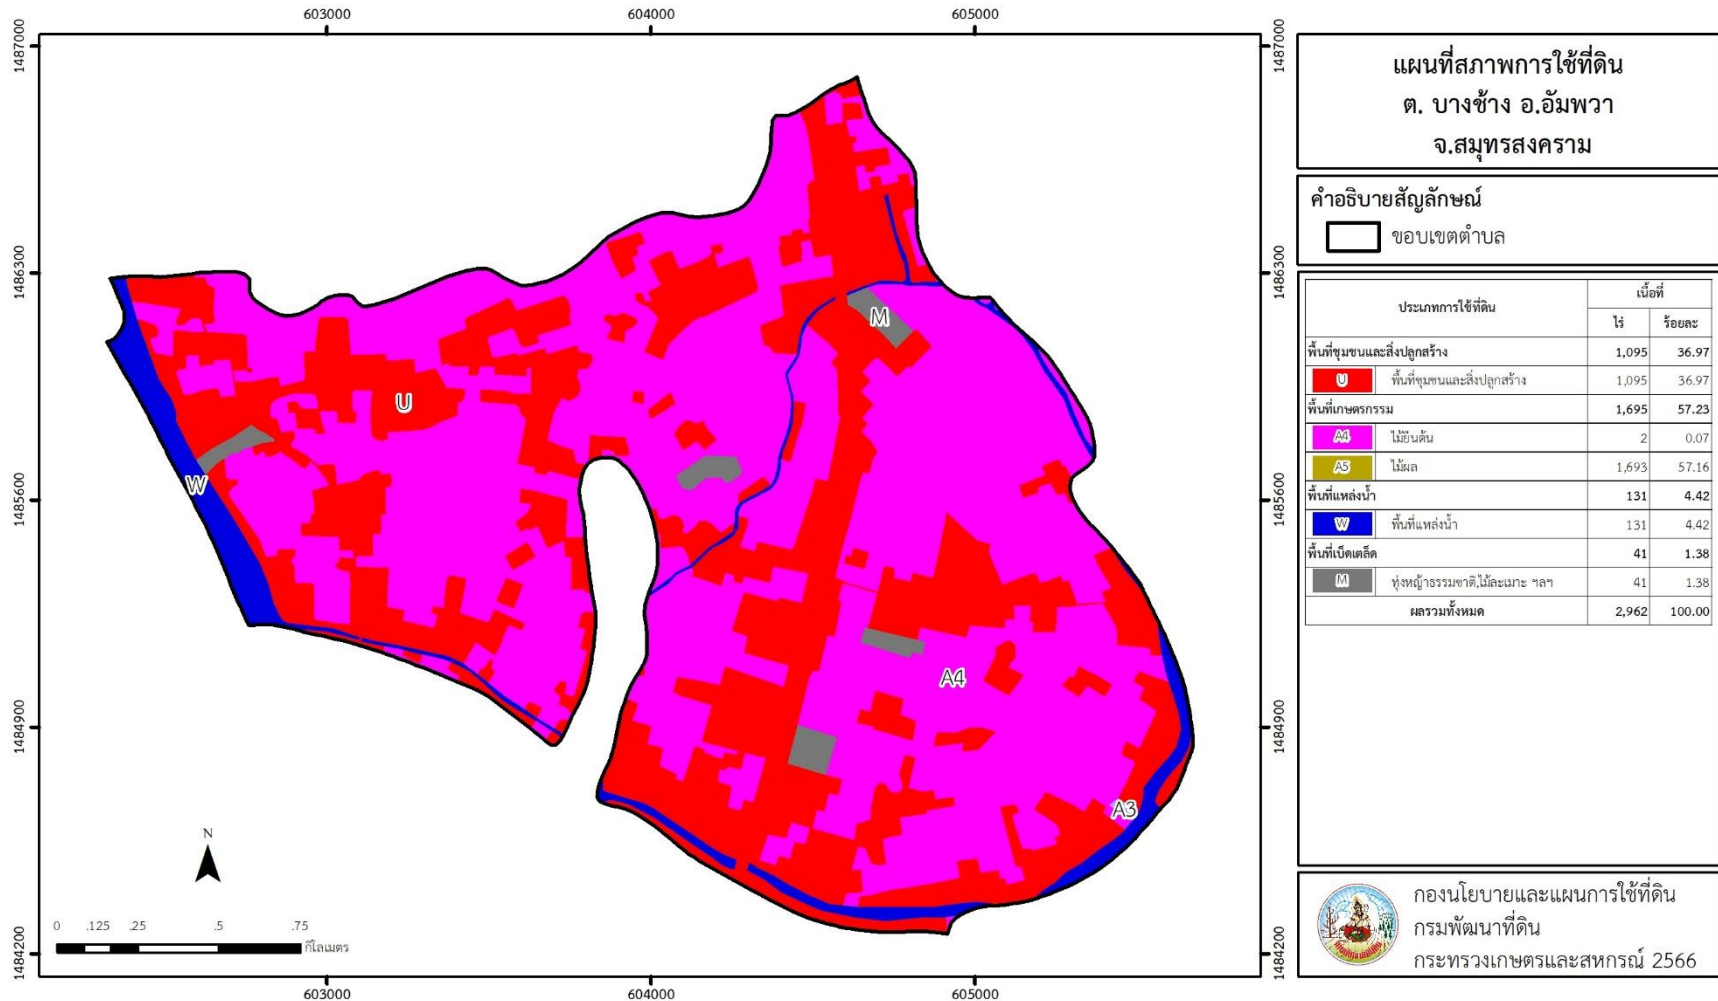 603000 604000 605000
1487000 1487000
1486300 1486300
1485600 1485600
1484900 1484900
1484200 1484200
M
U
W
A4
A3
N
0 .125 .25 .5 .75
กิโลเมตร
603000 604000 605000
แผนที่สภาพการใช้ที่ดิน
ต. บางช้าง อ.อัมพวา
จ.สมุทรสงคราม
คำอธิบายสัญลักษณ์
ขอบเขตตำบล
ประเภทการใช้ที่ดิน เนื้อที่
ไร่ ร้อยละ
พื้นที่ชุมชนและสิ่งปลูกสร้าง 1,095 36.97
U พื้นที่ชุมชนและสิ่งปลูกสร้าง 1,095 36.97
พื้นที่เกษตรกรรม 1,695 57.23
A4 ไม้ยืนต้น 2 0.07
A5 ไม้ผล 1,693 57.16
พื้นที่แหล่งน้ำ 131 4.42
W พื้นที่แหล่งน้ำ 131 4.42
พื้นที่เบ็ดเตล็ด 41 1.38
M ทุ่งหญ้าธรรมชาติ,ไม้ละเมาะ ฯลฯ 41 1.38
ผลรวมทั้งหมด 2,962 100.00
กองนโยบายและแผนการใช้ที่ดิน
กรมพัฒนาที่ดิน
กระทรวงเกษตรและสหกรณ์ 2566